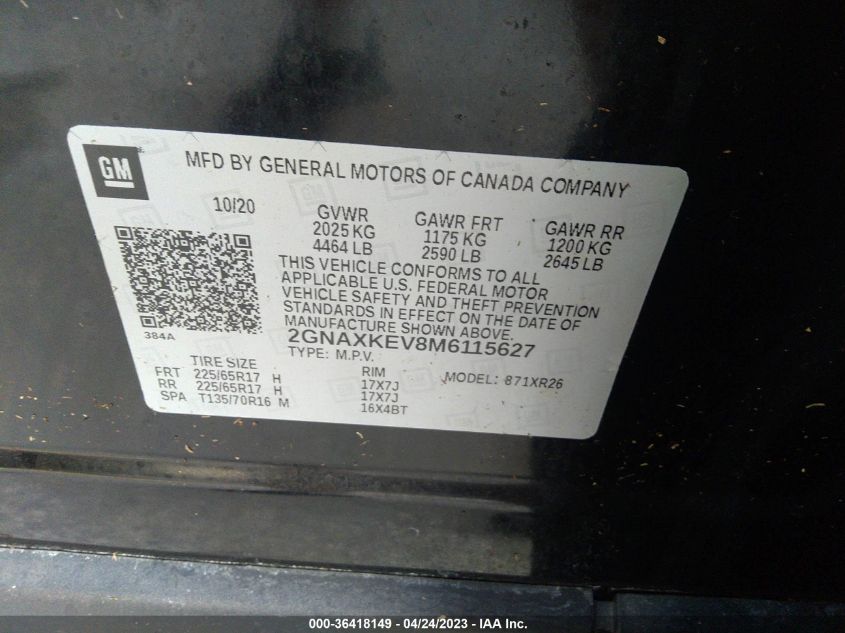 GM
MFD BY GENERAL MOTORS OF CANADA COMPANY
10/20
GVWR
2025 KG
4464 LB
GAWR FRT
1175 KG
2590 LB
GAWR RR
1200 KG
2645 LB
THIS VEHICLE CONFORMS TO ALL
APPLICABLE U.S. FEDERAL MOTOR
VEHICLE SAFETY AND THEFT PREVENTION
STANDARDS IN EFFECT ON THE DATE OF
MANUFACTURE SHOWN ABOVE.
384A
2GNAXKEV8M6115627
TYPE: M.P.V.
MODEL: 871XR26
TIRE SIZE
RIM
FRT 225/65R17 H 17X7J
RR 225/65R17 H 17X7J
SPA T135/70R16 M 16X4BT
000-36418149 - 04/24/2023 - IAA Inc.